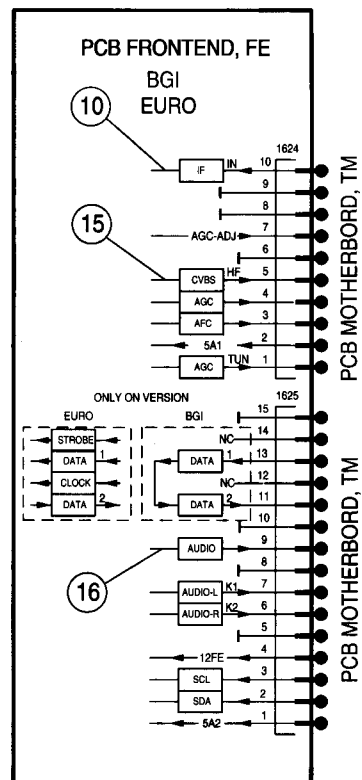 PCB FRONTEND, FE
BGI
EURO
10
1624
IF IN 10
9
8
AGC-ADJ 7
6
15
CVBS HF 5
AGC 4
AFC 3
5A1 2
AGC TUN 1
PCB MOTHERBORD, TM
ONLY ON VERSION
1625
EURO BGI
15
STROBE NC 14
DATA 1 DATA 1 13
CLOCK NC 12
DATA 2 DATA 2 11
10
AUDIO 9
8
16
AUDIO-L K1 7
AUDIO-R K2 6
5
12FE 4
SCL 3
SDA 2
5A2 1
PCB MOTHERBORD, TM